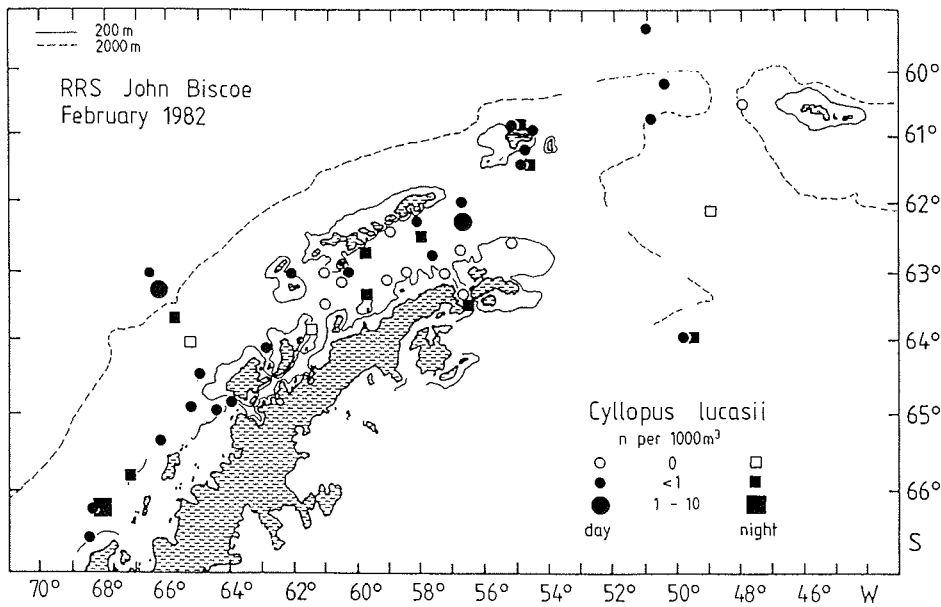 200 m
2000 m
RRS John Biscoe
February 1982
60°
61°
62°
63°
64°
65°
66°
S
Cyllopus lucasii
n per 1000m³
0
<1
1 - 10
day night
70° 68° 66° 64° 62° 60° 58° 56° 54° 52° 50° 48° 46° W